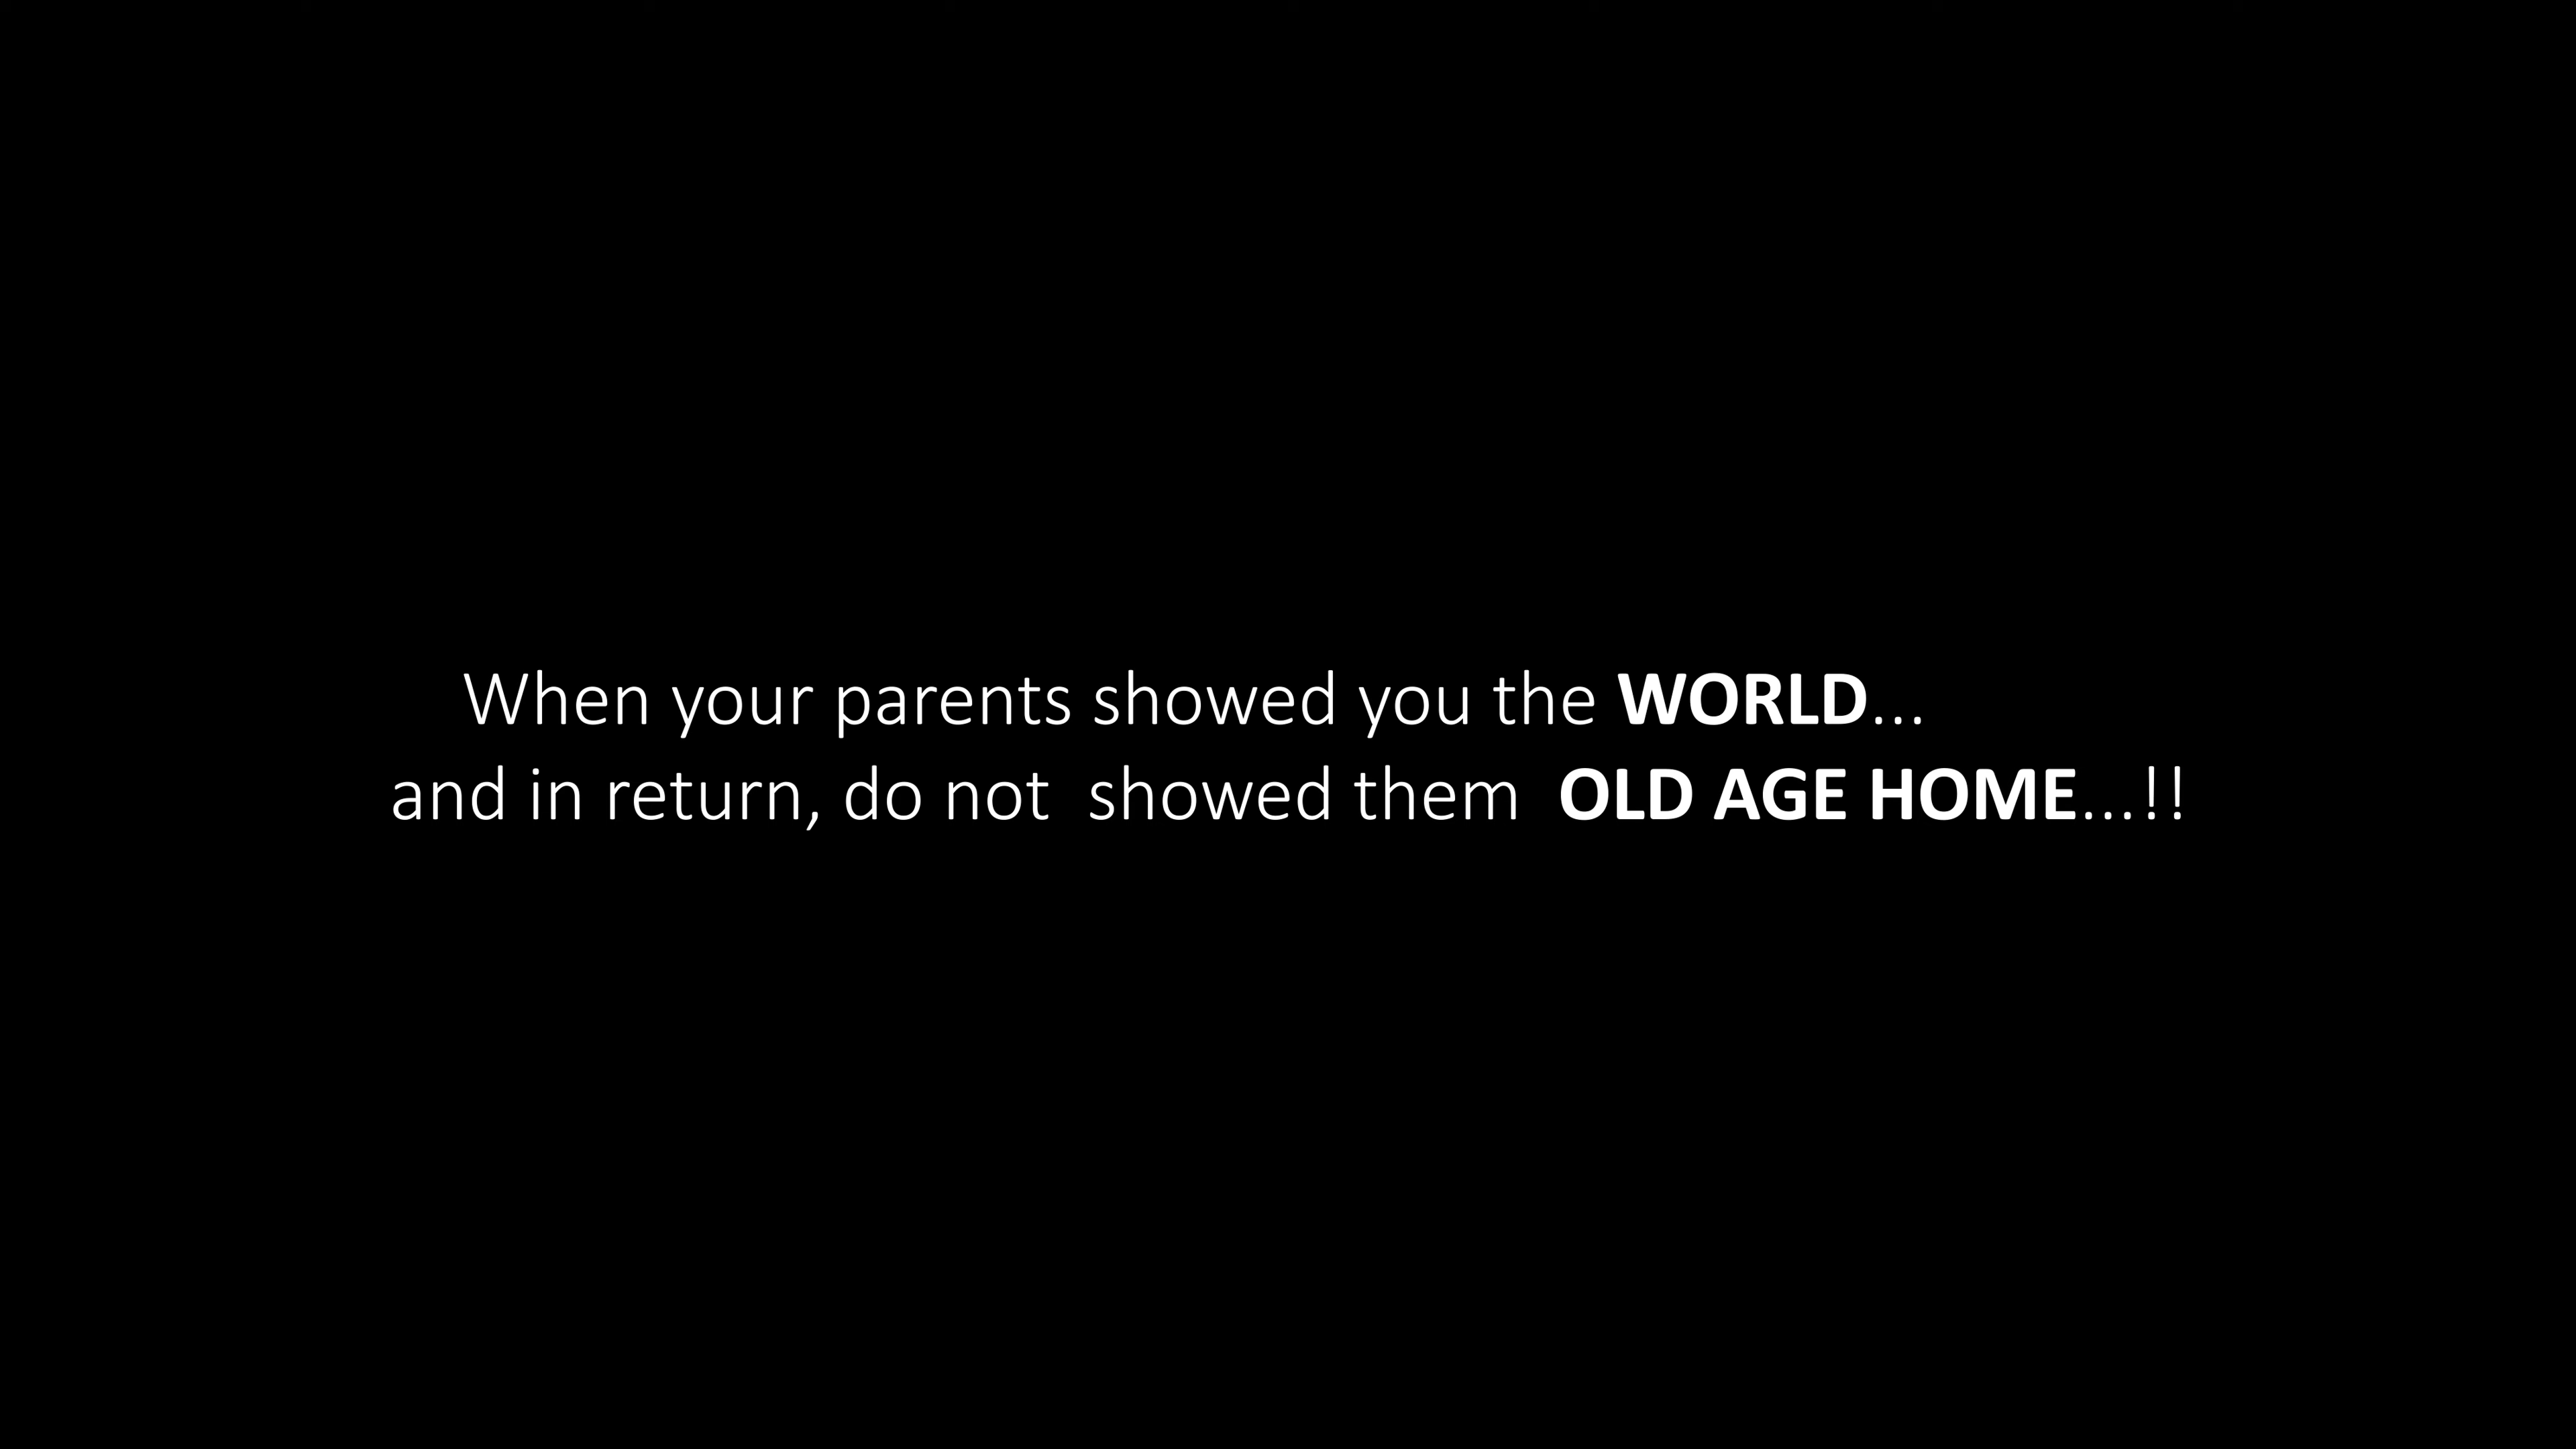 When your parents showed you the WORLD...
and in return, do not  showed them  OLD AGE HOME...!!